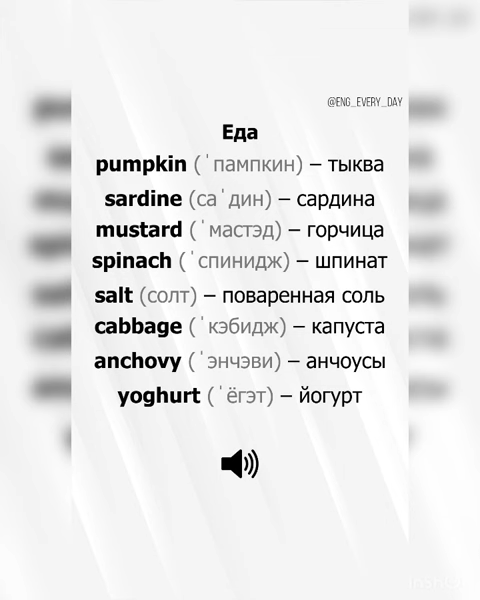 @ENG_EVERY_DAY
Еда
pumpkin (ˈпампкин) – тыква
sardine (саˈдин) – сардина
mustard (ˈмастэд) – горчица
spinach (ˈспинидж) – шпинат
salt (солт) – поваренная соль
cabbage (ˈкэбидж) – капуста
anchovy (ˈэнчэви) – анчоусы
yoghurt (ˈёгэт) – йогурт